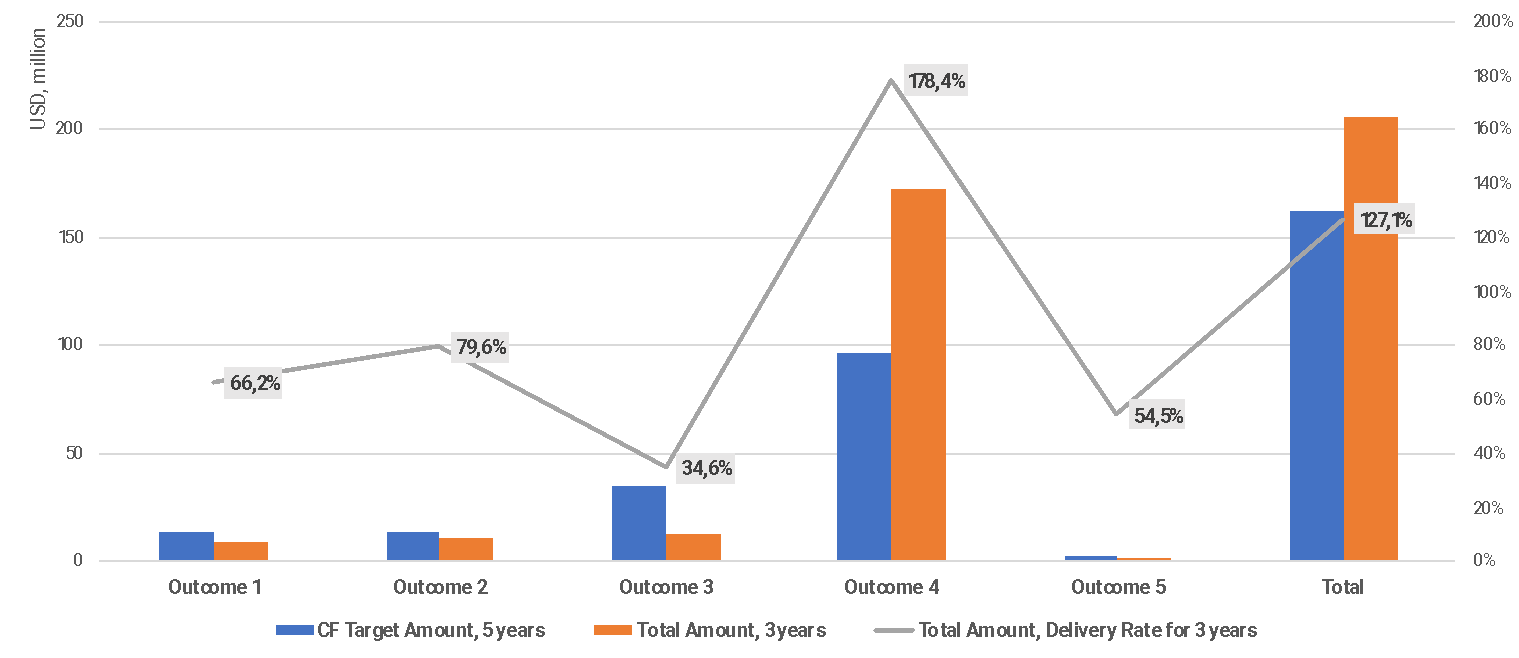 250
200%
USD, million
180%
178,4%
200
160%
140%
150
127,1%
120%
100%
100
79,6%
80%
66,2%
60%
54,5%
50
34,6%
40%
20%
0
0%
Outcome 1
Outcome 2
Outcome 3
Outcome 4
Outcome 5
Total
CF Target Amount, 5 years
Total Amount, 3 years
Total Amount, Delivery Rate for 3 years